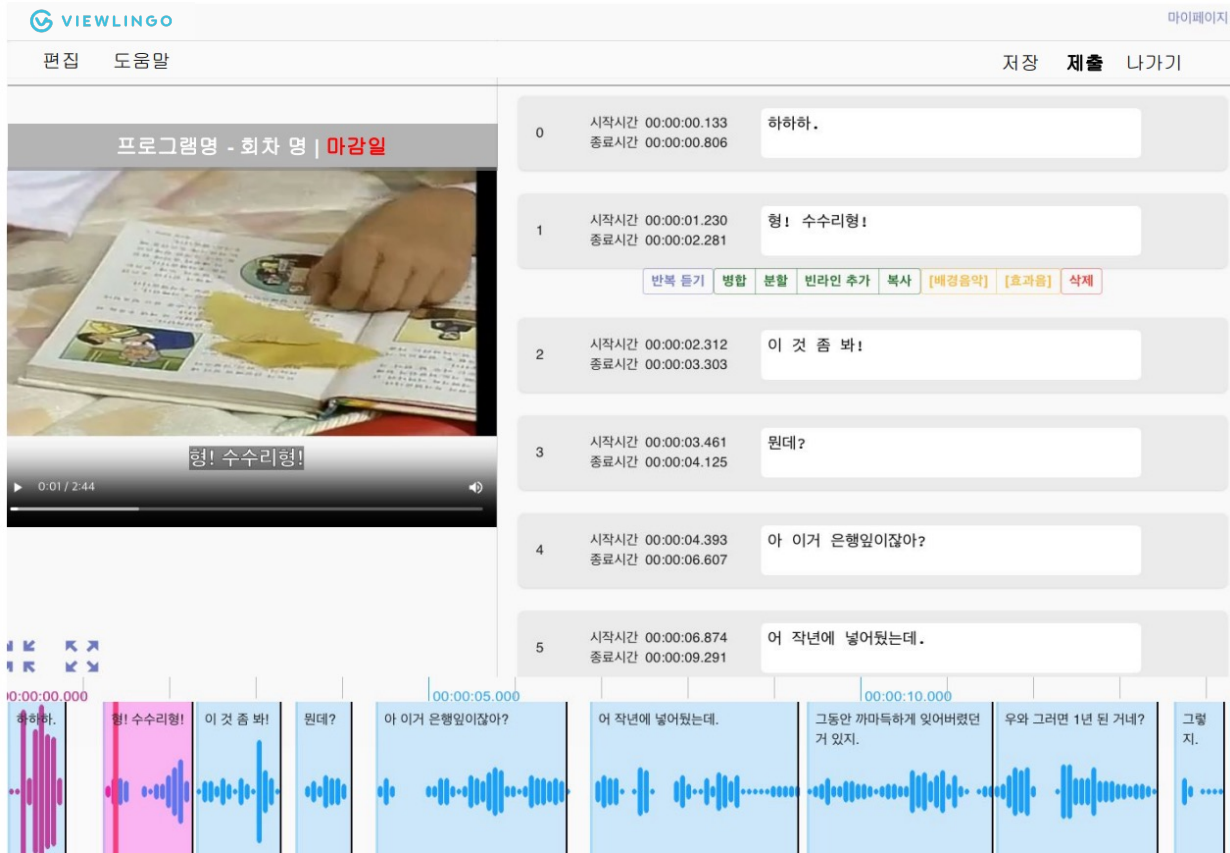 VIEWLINGO
마이페이지
편집 도움말
저장 제출 나가기
프로그램명 - 회차 명 | 마감일
형! 수수리형!
0:01 / 2:44
0
시작시간 00:00:00.133
종료시간 00:00:00.806
하하하.
1
시작시간 00:00:01.230
종료시간 00:00:02.281
형! 수수리형!
반복 듣기 병합 분할 빈라인 추가 복사 [배경음악] [효과음] 삭제
2
시작시간 00:00:02.312
종료시간 00:00:03.303
이 것 좀 봐!
3
시작시간 00:00:03.461
종료시간 00:00:04.125
뭔데?
4
시작시간 00:00:04.393
종료시간 00:00:06.607
아 이거 은행잎이잖아?
5
시작시간 00:00:06.874
종료시간 00:00:09.291
어 작년에 넣어뒀는데.
00:00:00.000 00:00:05.000 00:00:10.000
하하하.
형! 수수리형!
이 것 좀 봐!
뭔데?
아 이거 은행잎이잖아?
어 작년에 넣어뒀는데.
그동안 까마득하게 잊어버렸던
거 있지.
우와 그러면 1년 된 거네?
그렇
지.